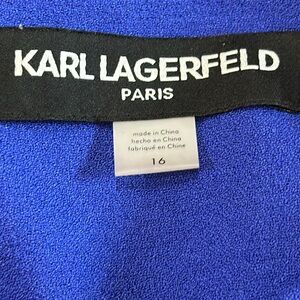 KARL LAGERFELD
PARIS
made in China
hecho en China
fabriqué en Chine
16